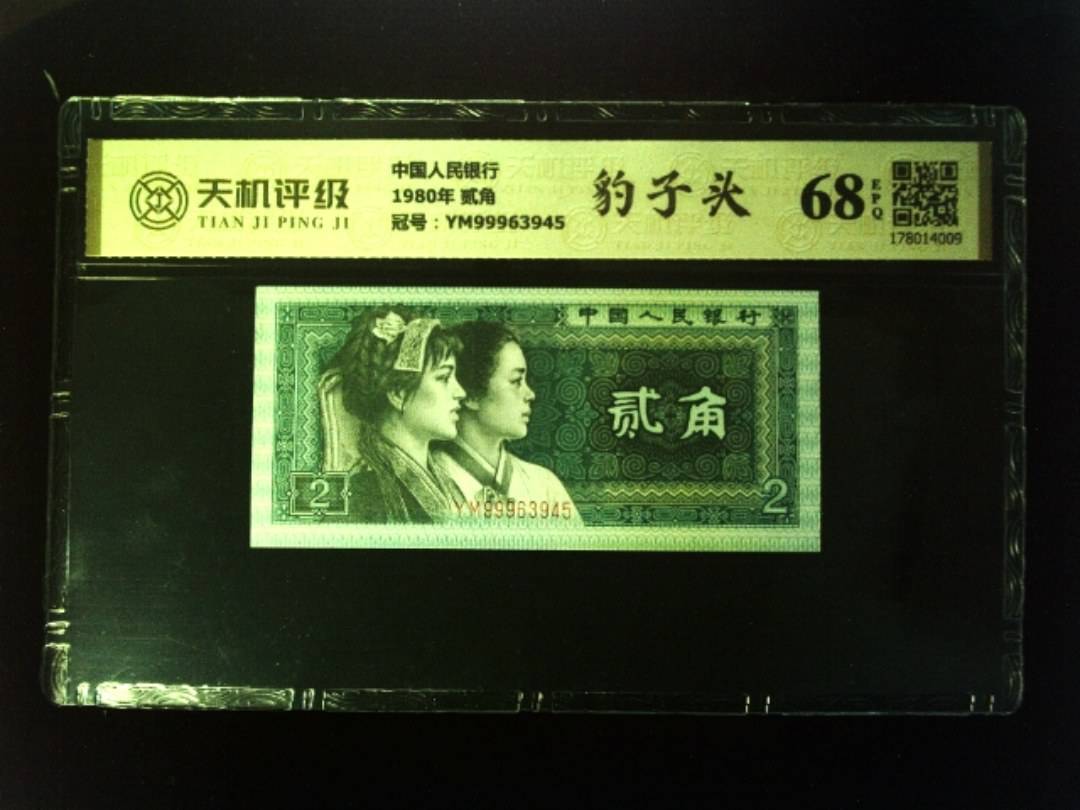 天机评级
TIAN JI PING JI
中国人民银行
1980年 贰角
冠号：YM99963945
豹子头
68
EPQ
178014009
中国人民银行
贰角
2
YM99963945
2